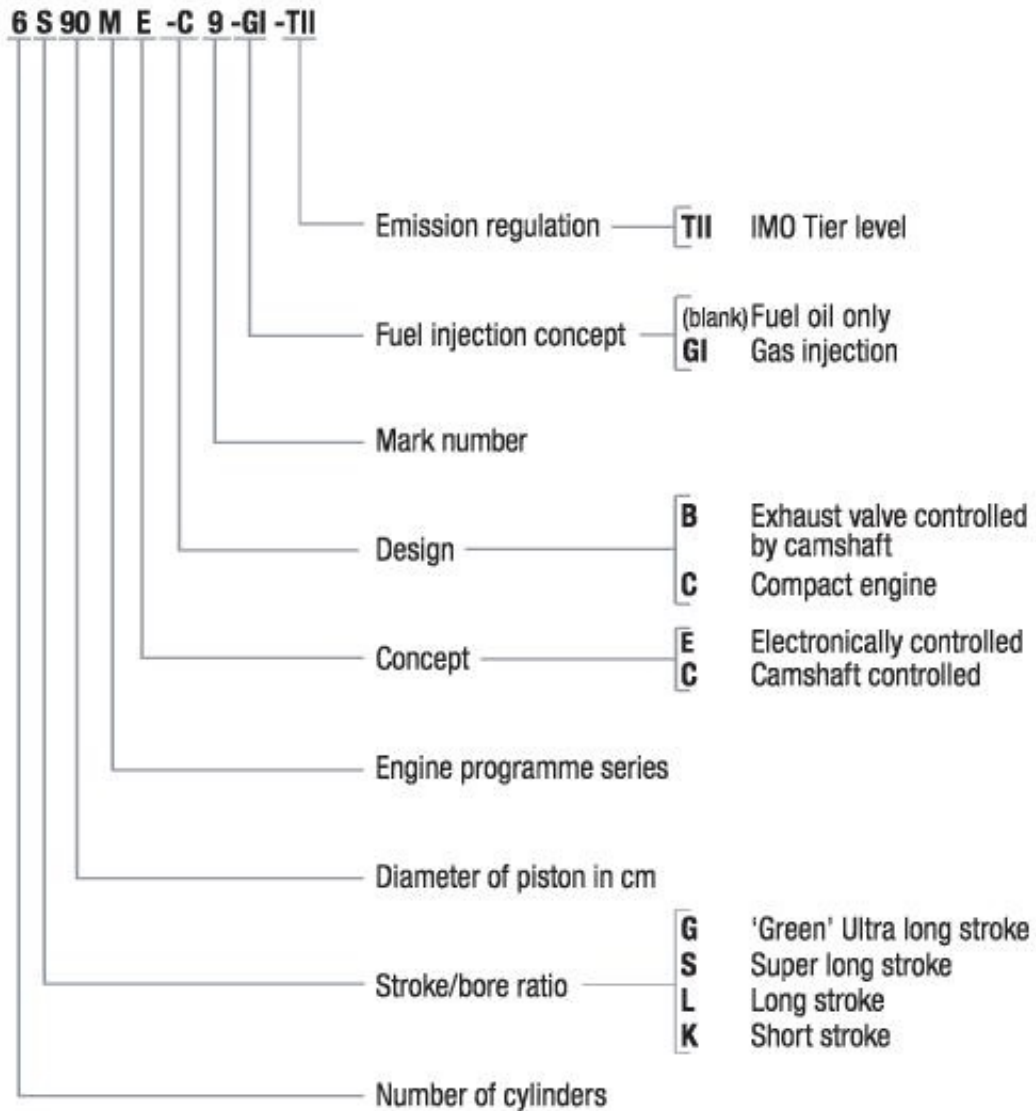 6 S 90 M E -C 9 -GI -TII
Emission regulation TII IMO Tier level
(blank) Fuel oil only
Fuel injection concept
GI Gas injection
Mark number
B Exhaust valve controlled
by camshaft
Design
C Compact engine
E Electronically controlled
Concept
C Camshaft controlled
Engine programme series
Diameter of piston in cm
G ‘Green’ Ultra long stroke
S Super long stroke
Stroke/bore ratio
L Long stroke
K Short stroke
Number of cylinders